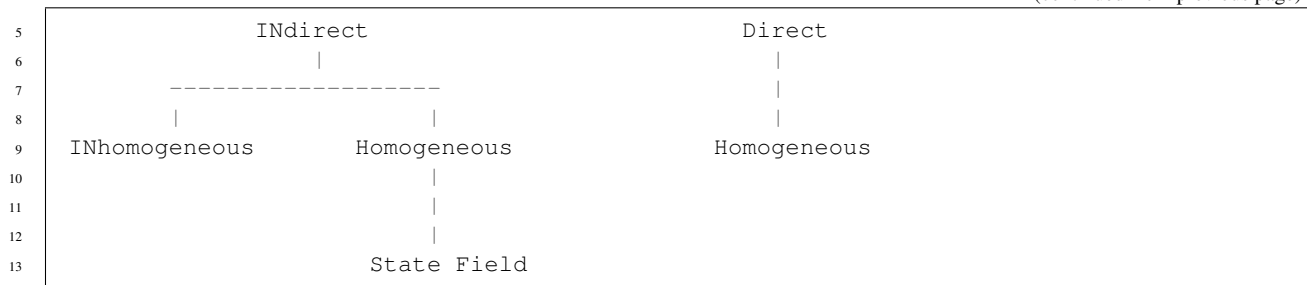 5 INdirect Direct
6 | |
7 ------------------- |
8 | | |
9 INhomogeneous Homogeneous Homogeneous
10 |
11 |
12 |
13 State Field